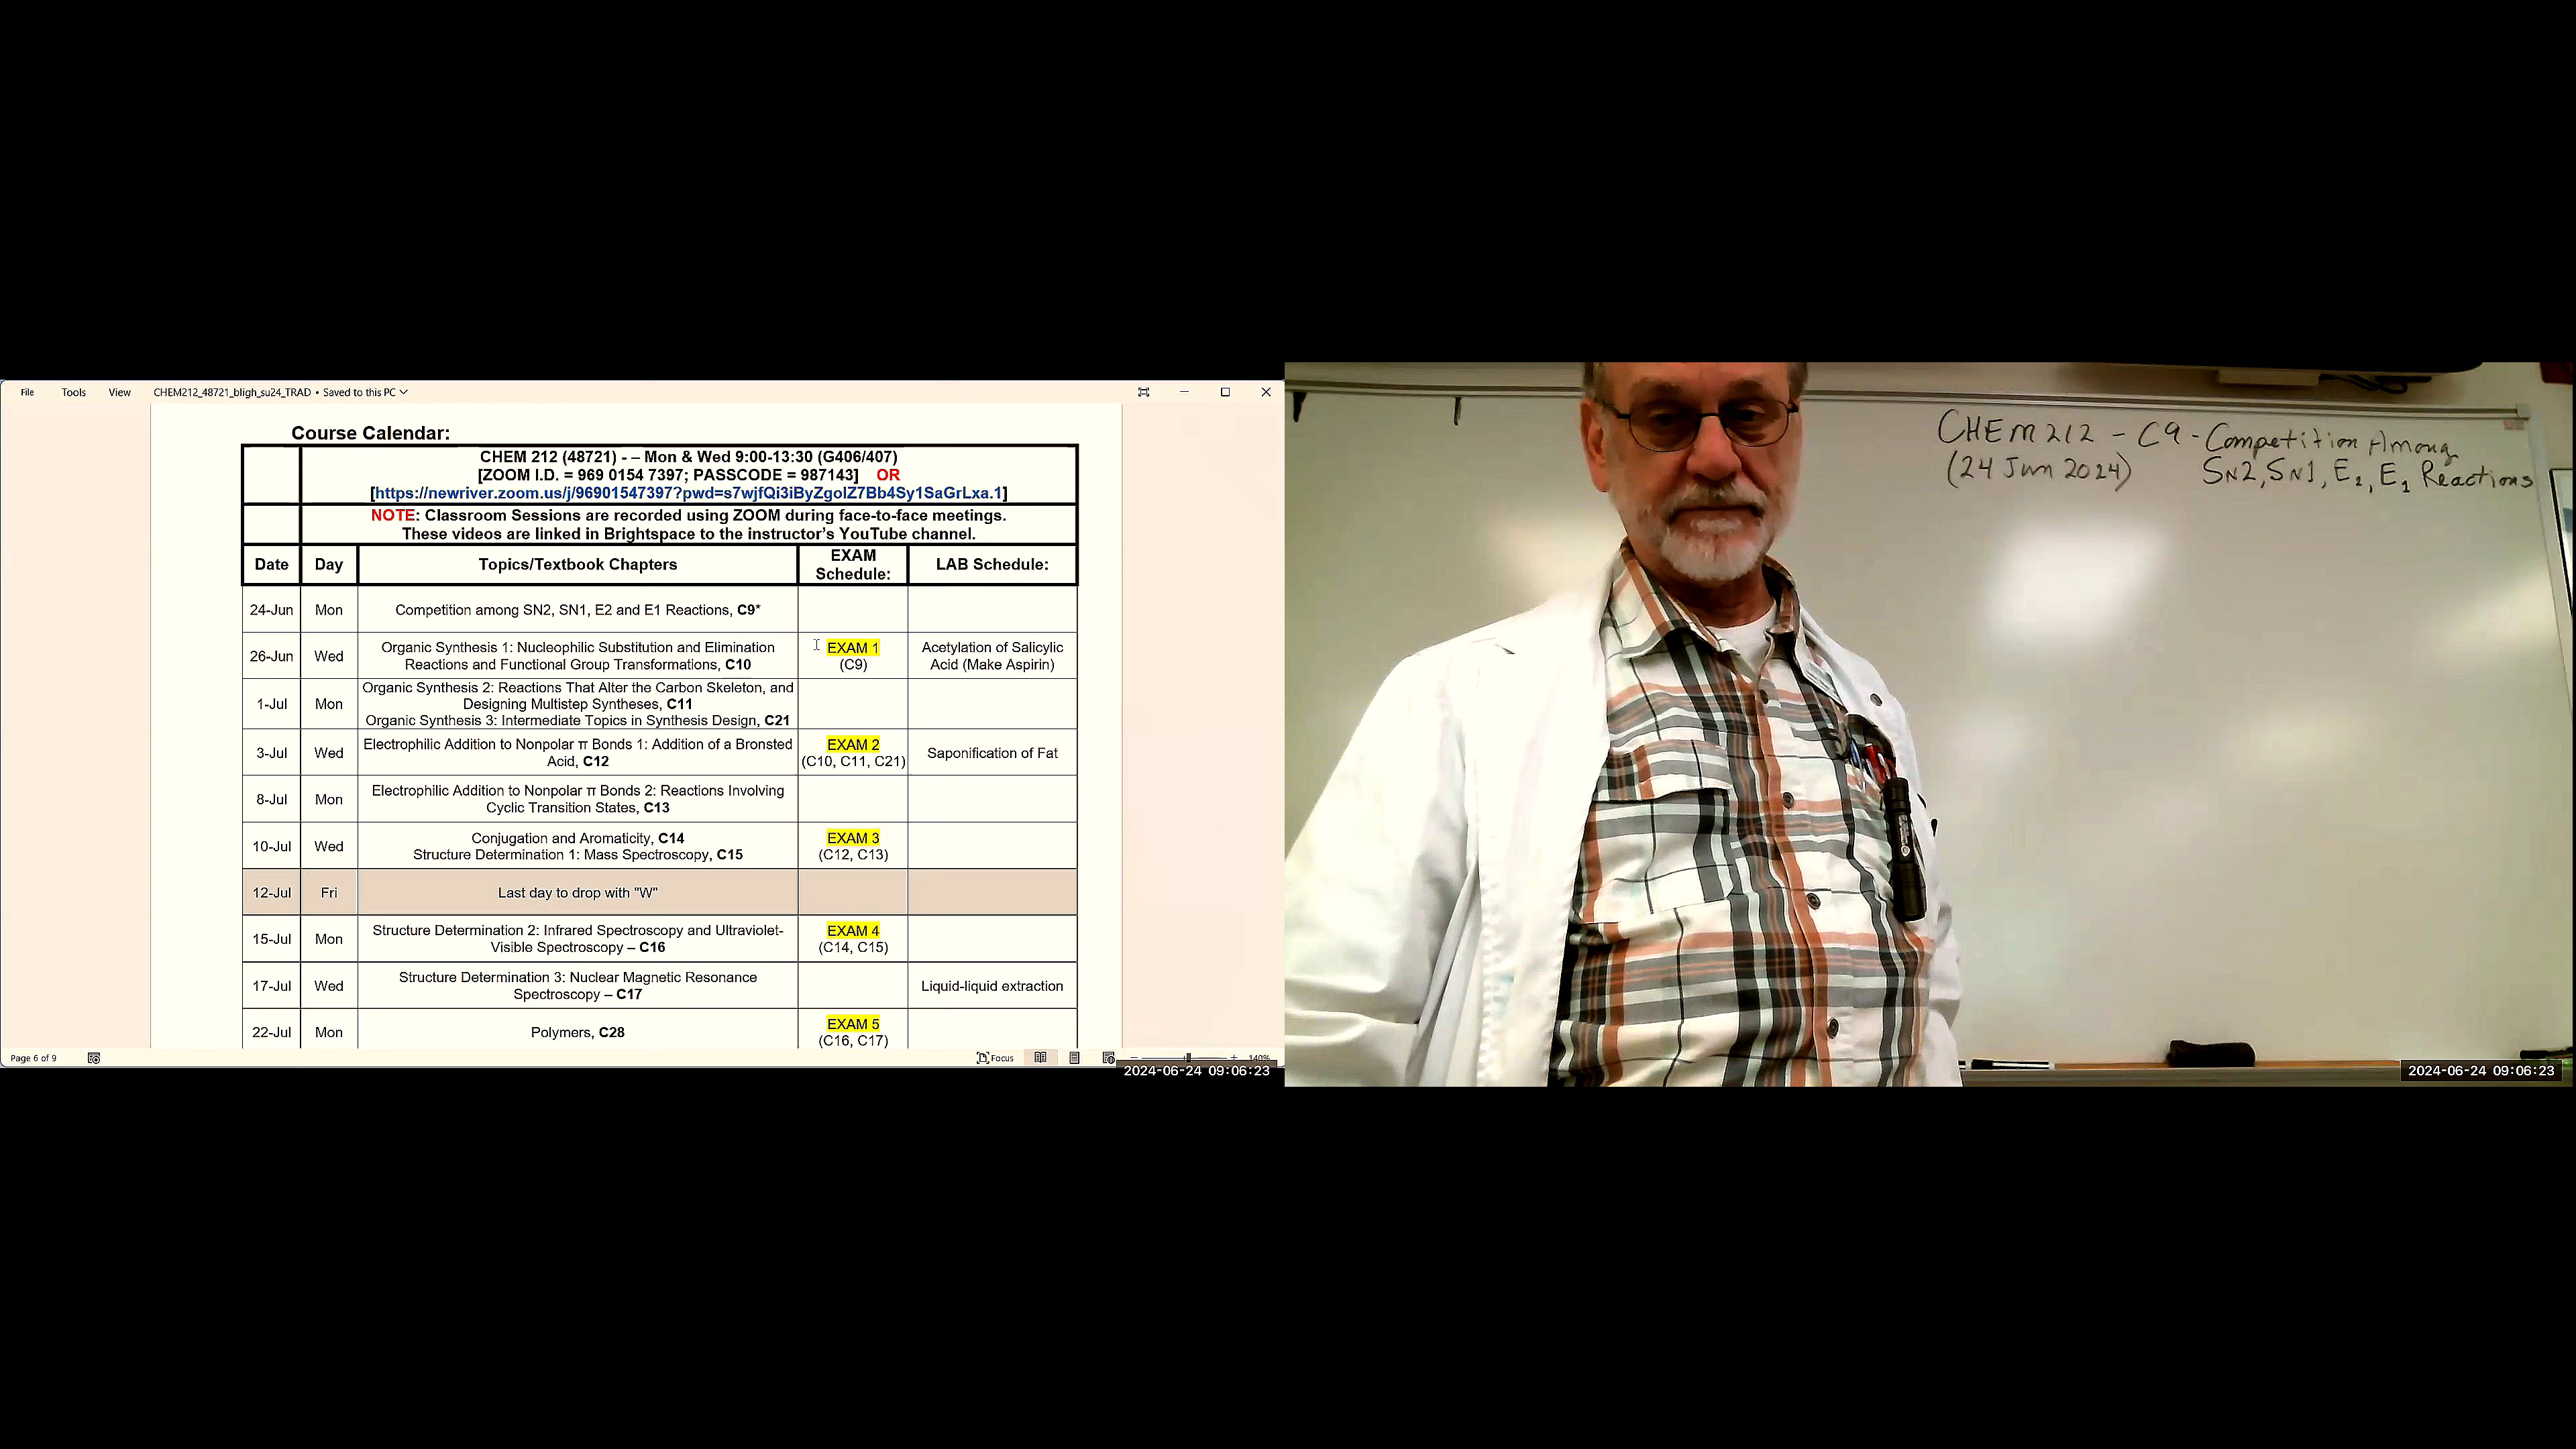 File Tools View CHEM212_48721_bligh_su24_TRAD • Saved to this PC
Course Calendar:
CHEM 212 (48721) - – Mon & Wed 9:00-13:30 (G406/407)
[ZOOM I.D. = 969 0154 7397; PASSCODE = 987143] OR
NOTE: Classroom Sessions are recorded using ZOOM during face-to-face meetings.
These videos are linked in Brightspace to the instructor's YouTube channel.
Date Day Topics/Textbook Chapters EXAM Schedule: LAB Schedule:
24-Jun Mon Competition among SN2, SN1, E2 and E1 Reactions, C9*
26-Jun Wed Organic Synthesis 1: Nucleophilic Substitution and Elimination
Reactions and Functional Group Transformations, C10
EXAM 1
(C9)
Acetylation of Salicylic
Acid (Make Aspirin)
1-Jul Mon Organic Synthesis 2: Reactions That Alter the Carbon Skeleton, and
Designing Multistep Syntheses, C11
Organic Synthesis 3: Intermediate Topics in Synthesis Design, C21
3-Jul Wed Electrophilic Addition to Nonpolar π Bonds 1: Addition of a Bronsted
Acid, C12
EXAM 2
(C10, C11, C21)
Saponification of Fat
8-Jul Mon Electrophilic Addition to Nonpolar π Bonds 2: Reactions Involving
Cyclic Transition States, C13
10-Jul Wed Conjugation and Aromaticity, C14
Structure Determination 1: Mass Spectroscopy, C15
EXAM 3
(C12, C13)
12-Jul Fri Last day to drop with "W"
15-Jul Mon Structure Determination 2: Infrared Spectroscopy and Ultraviolet-
Visible Spectroscopy – C16
EXAM 4
(C14, C15)
17-Jul Wed Structure Determination 3: Nuclear Magnetic Resonance
Spectroscopy – C17
Liquid-liquid extraction
22-Jul Mon Polymers, C28
EXAM 5
(C16, C17)
Page 6 of 9
Focus
140%
2024-06-24 09:06:23
CHEM 212 - C9 - Competition Among
(24 Jun 2024) SN2, SN1, E2, E1 Reactions
2024-06-24 09:06:23